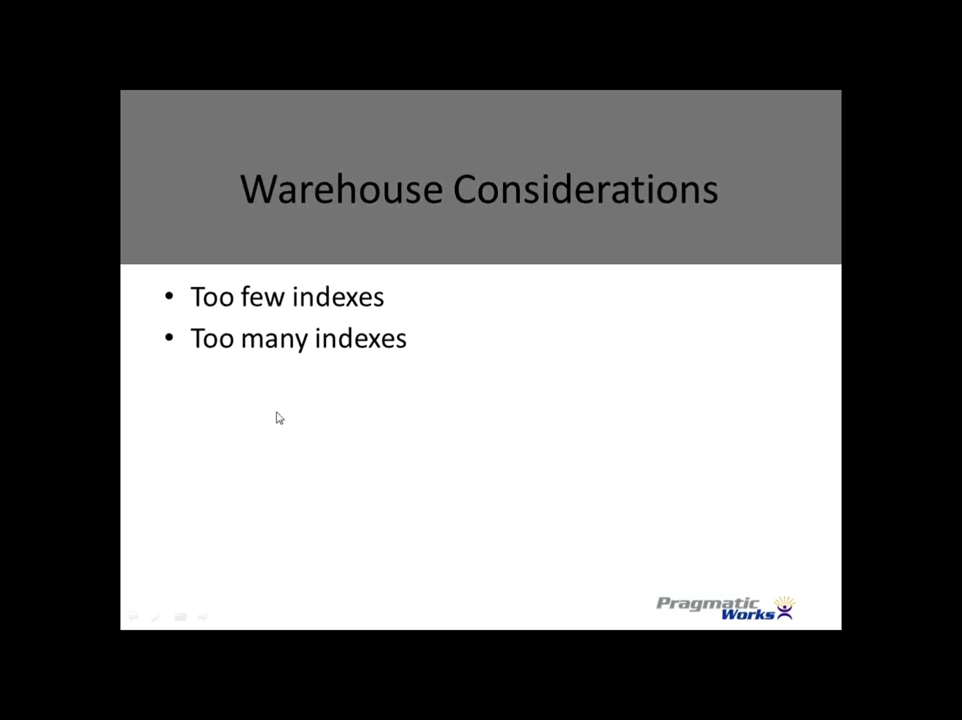 Warehouse Considerations
• Too few indexes
• Too many indexes
Pragmatic
Works